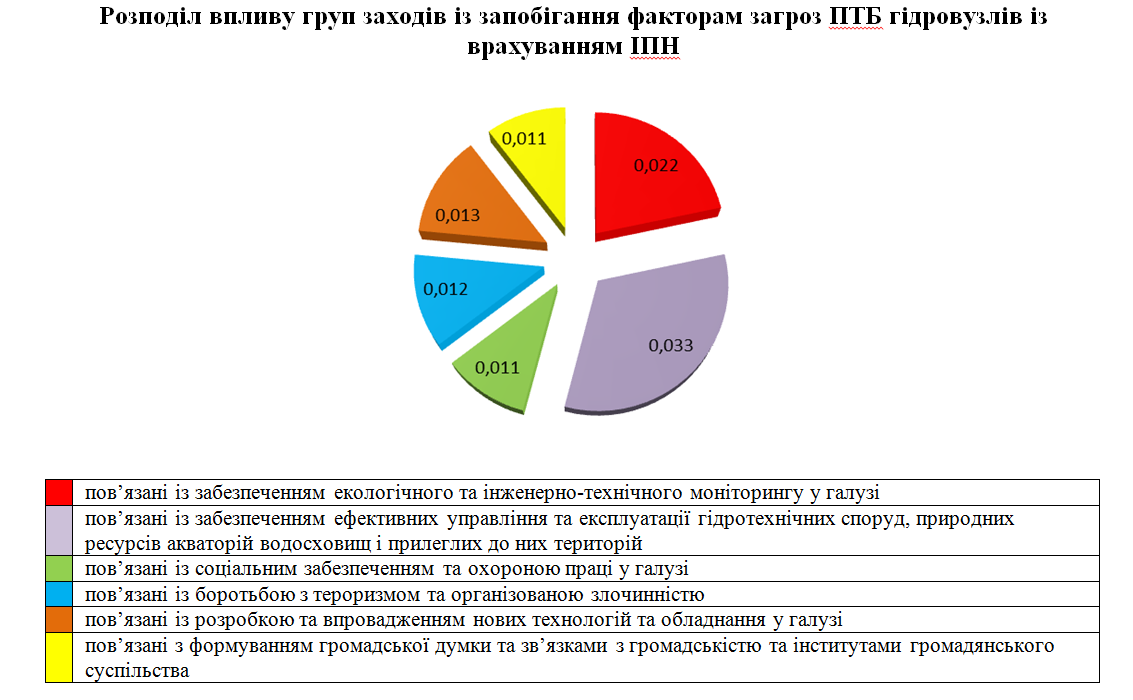 Розподіл впливу груп заходів із запобігання факторам загроз ПТБ гідровузлів із
врахуванням ІПН
0,011
0,022
0,013
0,012
0,033
0,011
пов’язані із забезпеченням екологічного та інженерно-технічного моніторингу у галузі
пов’язані із забезпеченням ефективних управління та експлуатації гідротехнічних споруд, природних
ресурсів акваторій водосховищ і прилеглих до них територій
пов’язані із соціальним забезпеченням та охороною праці у галузі
пов’язані із боротьбою з тероризмом та організованою злочинністю
пов’язані із розробкою та впровадженням нових технологій та обладнання у галузі
пов’язані з формуванням громадської думки та зв’язками з громадськістю та інститутами громадянського
суспільства